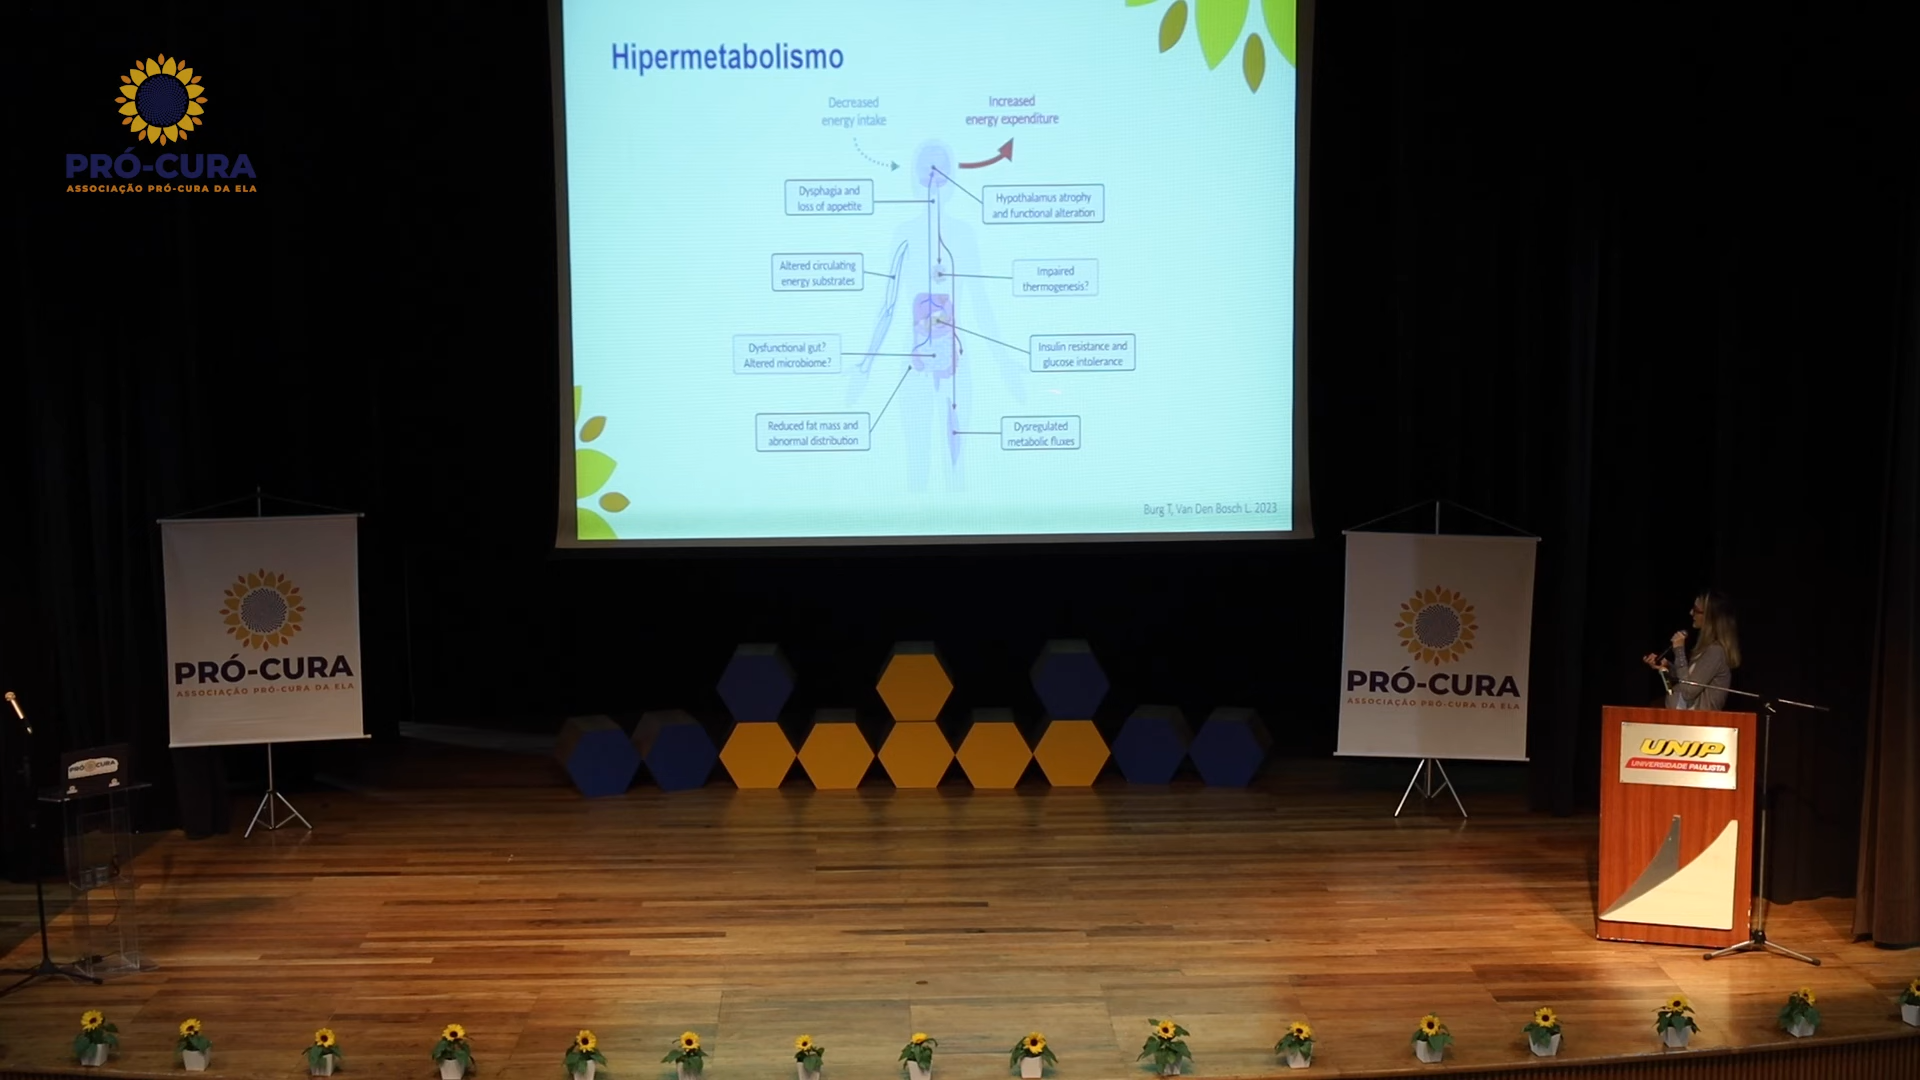 PRÓ-CURA
ASSOCIAÇÃO PRÓ-CURA DA ELA
Hipermetabolismo
Decreased
energy intake
Increased
energy expenditure
Dysphagia and
loss of appetite
Hypothalamus atrophy
and functional alteration
Altered circulating
energy substrates
Impaired
thermogenesis?
Dysfunctional gut?
Altered microbiome?
Insulin resistance and
glucose intolerance
Reduced fat mass and
abnormal distribution
Dysregulated
metabolic fluxes
Burg T, Van Den Bosch L. 2023
PRÓ-CURA
ASSOCIAÇÃO PRÓ-CURA DA ELA
PRÓ-CURA
ASSOCIAÇÃO PRÓ-CURA DA ELA
PRÓ CURA
UNIP
UNIVERSIDADE PAULISTA